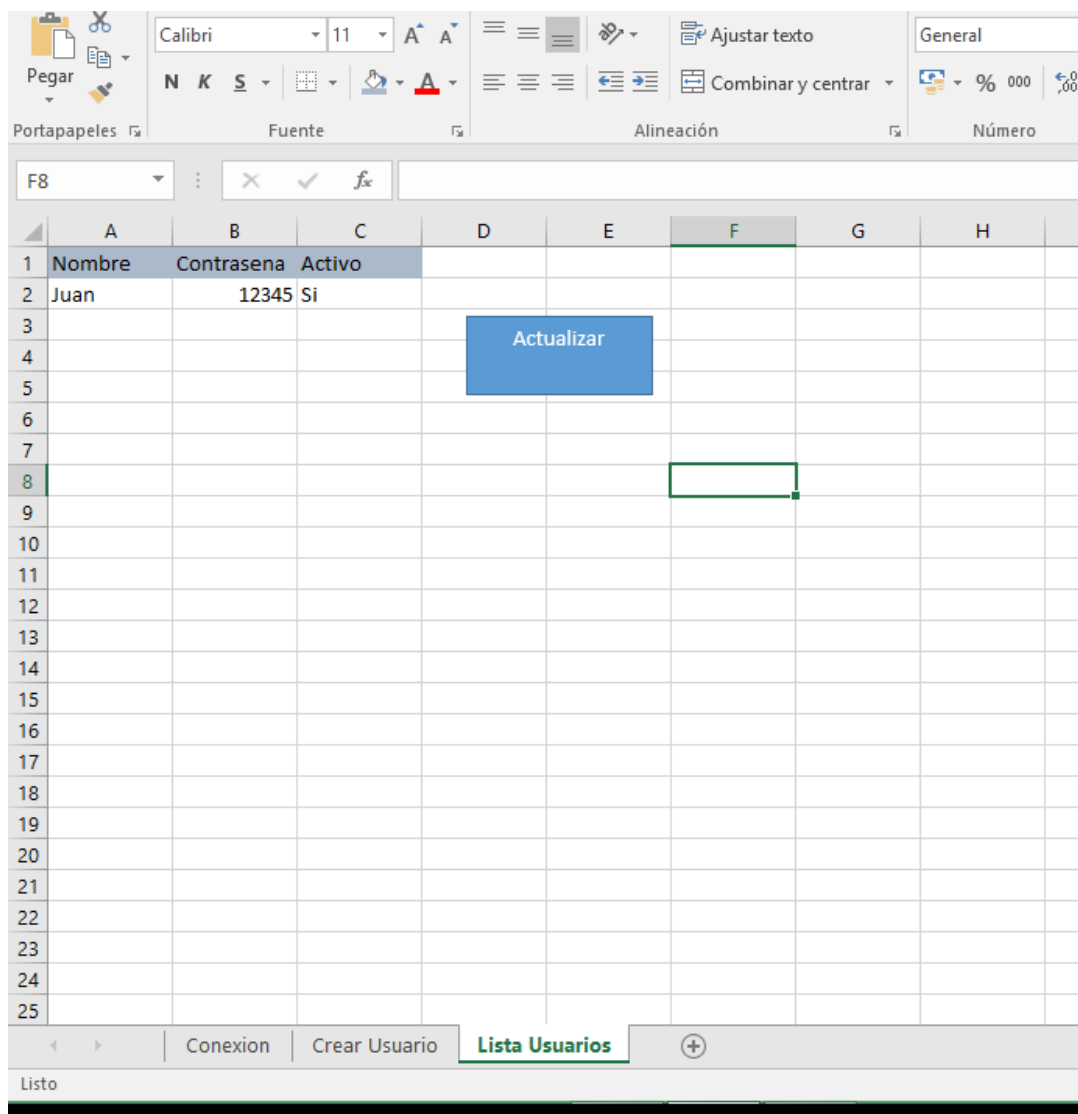 Calibri 11 A A Ajustar texto General
Pegar N K S A Combinar y centrar % 000
Portapapeles Fuente Alineación Número
F8 fx
A B C D E F G H
1 Nombre Contrasena Activo
2 Juan 12345 Si
3 Actualizar
4
5
6
7
8
9
10
11
12
13
14
15
16
17
18
19
20
21
22
23
24
25
Conexion Crear Usuario Lista Usuarios
Listo